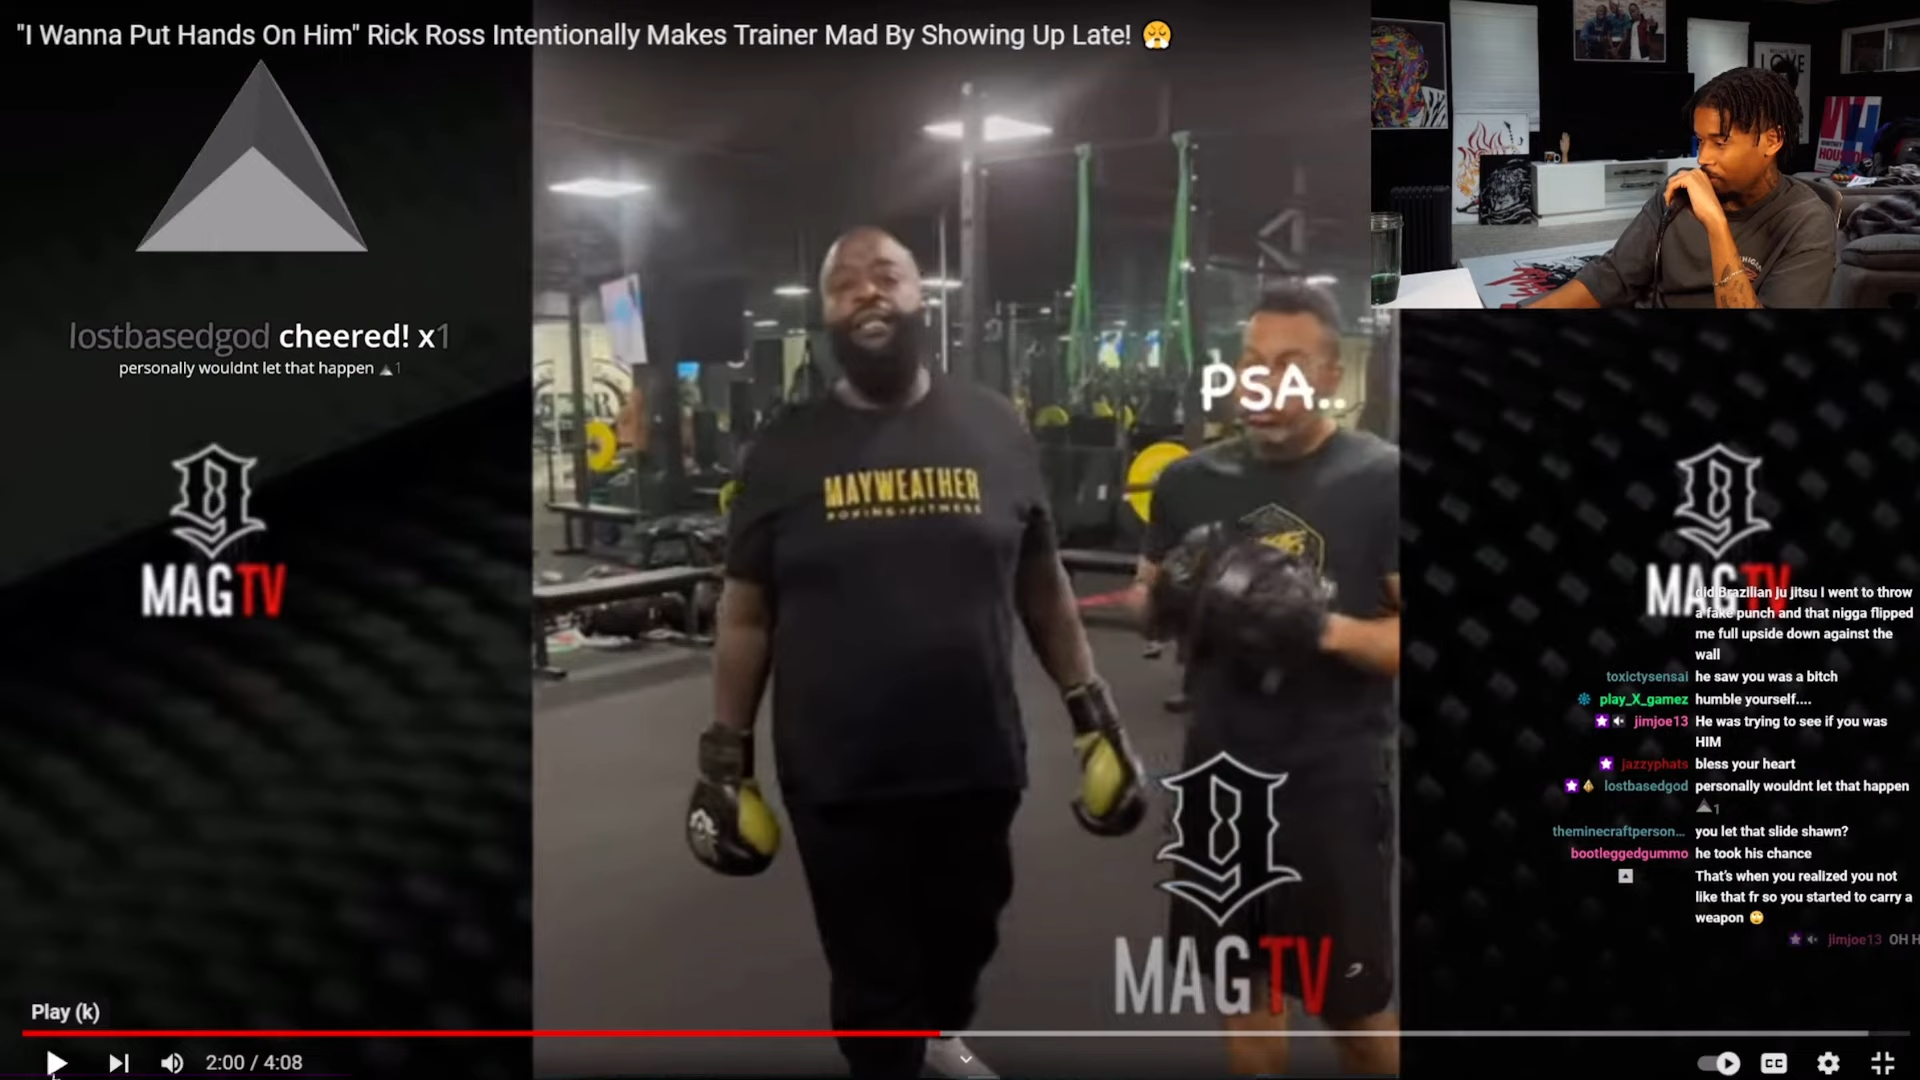 "I Wanna Put Hands On Him" Rick Ross Intentionally Makes Trainer Mad By Showing Up Late! 😤
LOVE
HOUS
lostbasedgod cheered! x1
personally wouldnt let that happen 1
PSA..
MAYWEATHER
BOXING + FITNESS
MAGTV
MAGTV
MAGTV
did Brazilian ju jitsu I went to throw
a fake punch and that nigga flipped
me full upside down against the
wall
toxictysensai he saw you was a bitch
play_X_gamez humble yourself....
jimjoe13 He was trying to see if you was
HIM
jazzyphats bless your heart
lostbasedgod personally wouldnt let that happen
1
theminecraftperson... you let that slide shawn?
bootleggedgummo he took his chance
That's when you realized you not
like that fr so you started to carry a
weapon 🙄
jimjoe13 OH H
Play (k)
2:00 / 4:08
CC